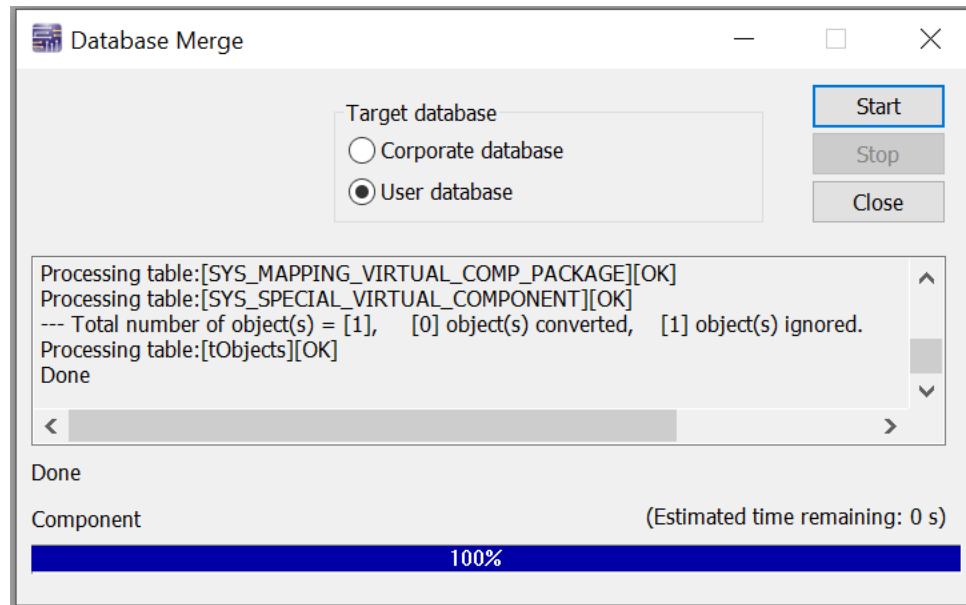 Database Merge
Target database
Corporate database
User database
Start
Stop
Close
Processing table:[SYS_MAPPING_VIRTUAL_COMP_PACKAGE][OK]
Processing table:[SYS_SPECIAL_VIRTUAL_COMPONENT][OK]
--- Total number of object(s) = [1], [0] object(s) converted, [1] object(s) ignored.
Processing table:[tObjects][OK]
Done
Done
Component
(Estimated time remaining: 0 s)
100%